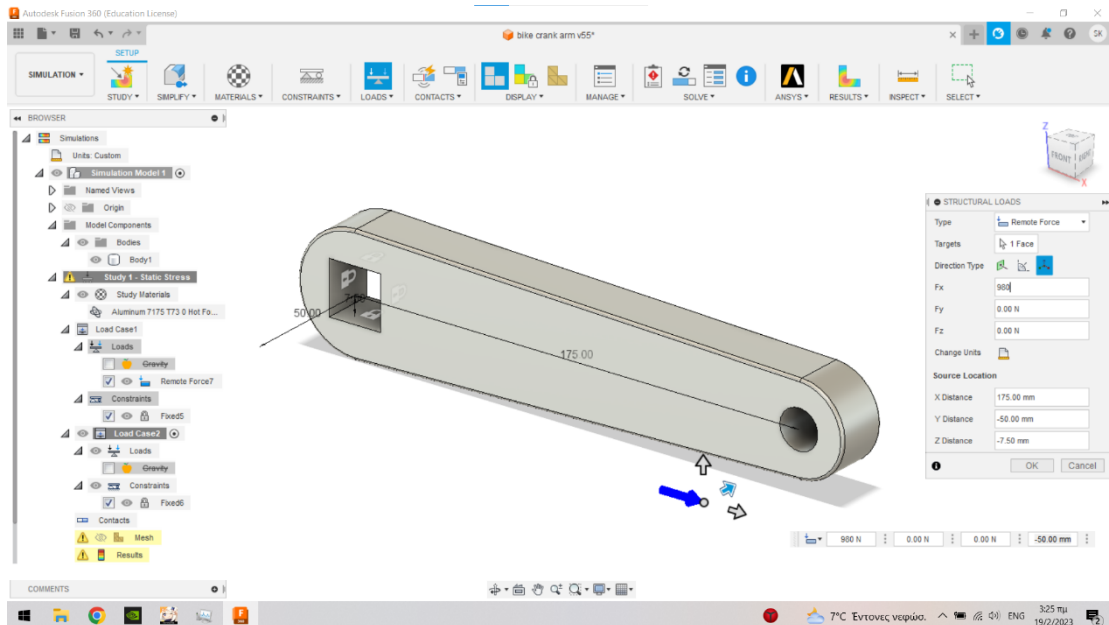 Autodesk Fusion 360 (Education License)
bike crank arm v55*
SK
SETUP
SIMULATION
STUDY
SIMPLIFY
MATERIALS
CONSTRAINTS
LOADS
CONTACTS
DISPLAY
MANAGE
SOLVE
ANSYS
RESULTS
INSPECT
SELECT
BROWSER
Simulations
Units: Custom
Simulation Model 1
Named Views
Origin
Model Components
Bodies
Body1
Study 1 - Static Stress
Study Materials
Aluminum 7175 T73 0 Hot Fo...
Load Case1
Loads
Gravity
Remote Force7
Constraints
Fixed5
Load Case2
Loads
Gravity
Constraints
Fixed6
Contacts
Mesh
Results
COMMENTS
50.00
175.00
Z
FRONT
X
STRUCTURAL LOADS
Type Remote Force
Targets 1 Face
Direction Type
Fx 980
Fy 0.00 N
Fz 0.00 N
Change Units
Source Location
X Distance 175.00 mm
Y Distance -50.00 mm
Z Distance -7.50 mm
OK Cancel
980 N 0.00 N 0.00 N -50.00 mm
7°C Έντονες νεφώσ. ENG 3:25 πμ
19/2/2023